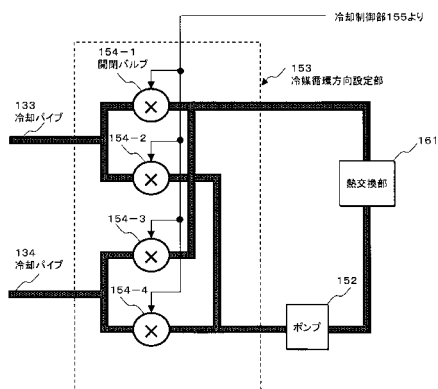 冷却制御部155より
154-1
開閉バルブ
153
冷媒循環方向設定部
133
冷却パイプ
154-2
161
熱交換部
154-3
134
冷却パイプ
154-4
152
ポンプ